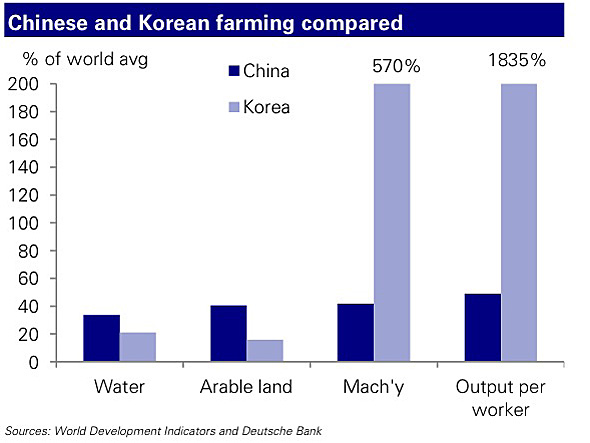 Chinese and Korean farming compared
% of world avg
China
Korea
570%
1835%
200
180
160
140
120
100
80
60
40
20
0
Water
Arable land
Mach'y
Output per
worker
Sources: World Development Indicators and Deutsche Bank